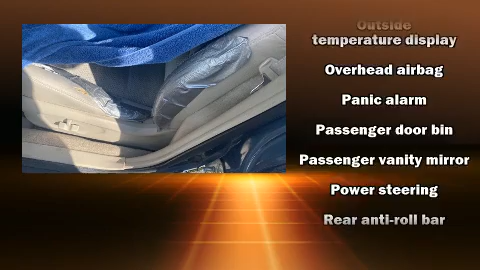 Outside
temperature display
Overhead airbag
Panic alarm
Passenger door bin
Passenger vanity mirror
Power steering
Rear anti-roll bar